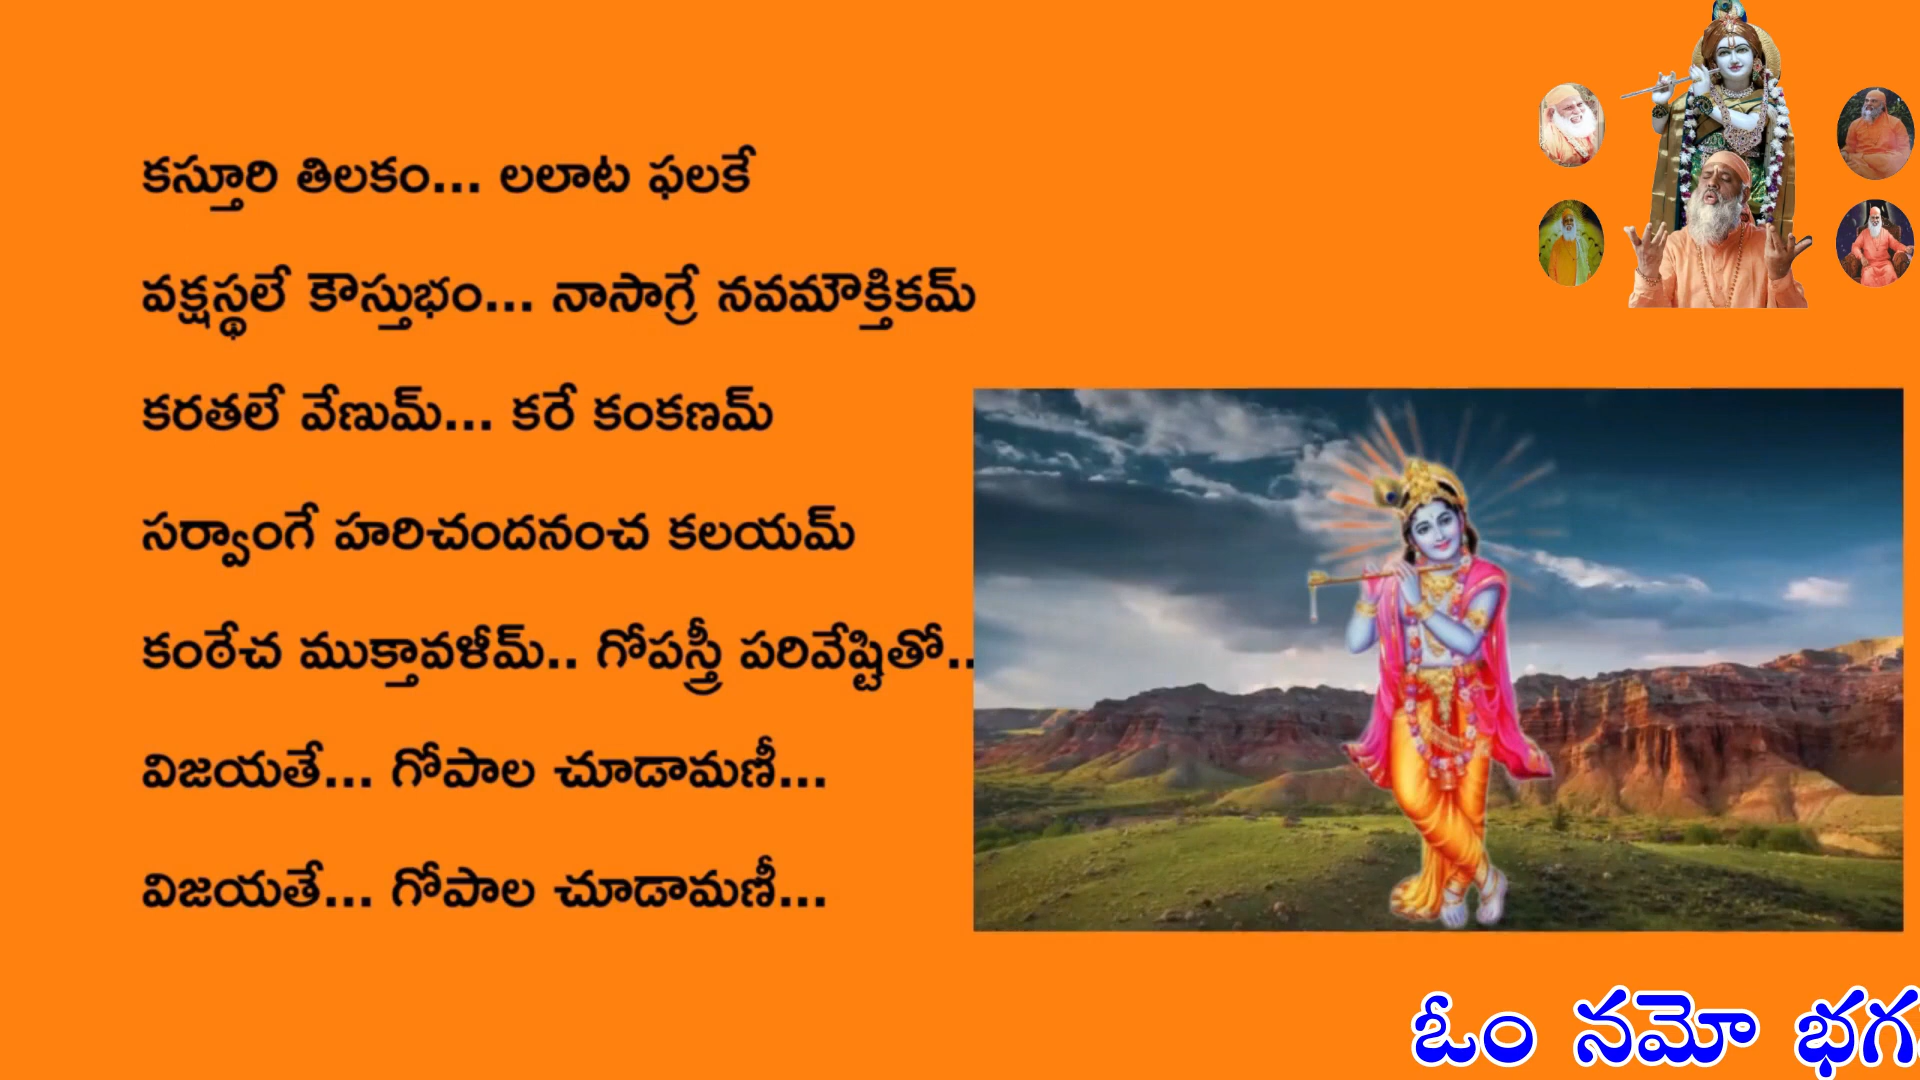 కస్తూరి తిలకం... లలాట ఫలకే
వక్షస్థలే కౌస్తుభం... నాసాగ్రే నవమౌక్తికమ్
కరతలే వేణుమ్... కరే కంకణమ్
సర్వాంగే హరిచందనంచ కలయమ్
కంఠేచ ముక్తావళీమ్.. గోపస్త్రీ పరివేష్టితో..
విజయతే... గోపాల చూడామణీ...
విజయతే... గోపాల చూడామణీ...
ఓం నమో భగ